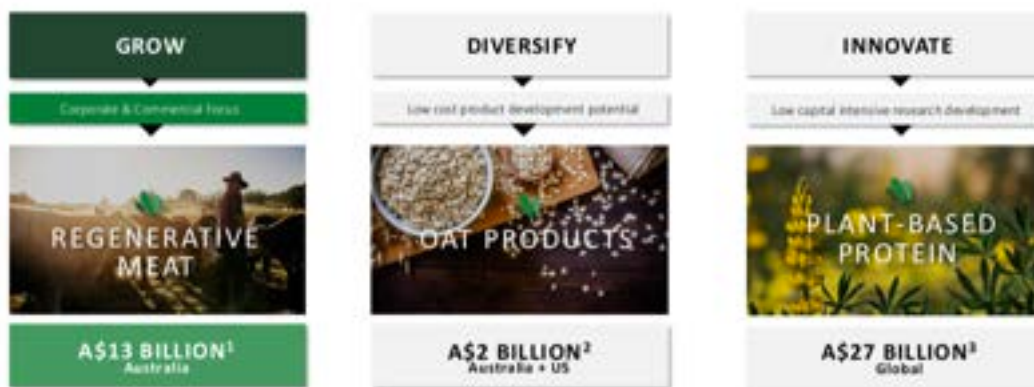 GROW
Corporate & Commercial Focus
REGENERATIVE
MEAT
A$13 BILLION¹
Australia
DIVERSIFY
Low cost product development potential
OAT PRODUCTS
A$2 BILLION²
Australia + US
INNOVATE
Low capital intensive research development
PLANT-BASED
PROTEIN
A$27 BILLION³
Global